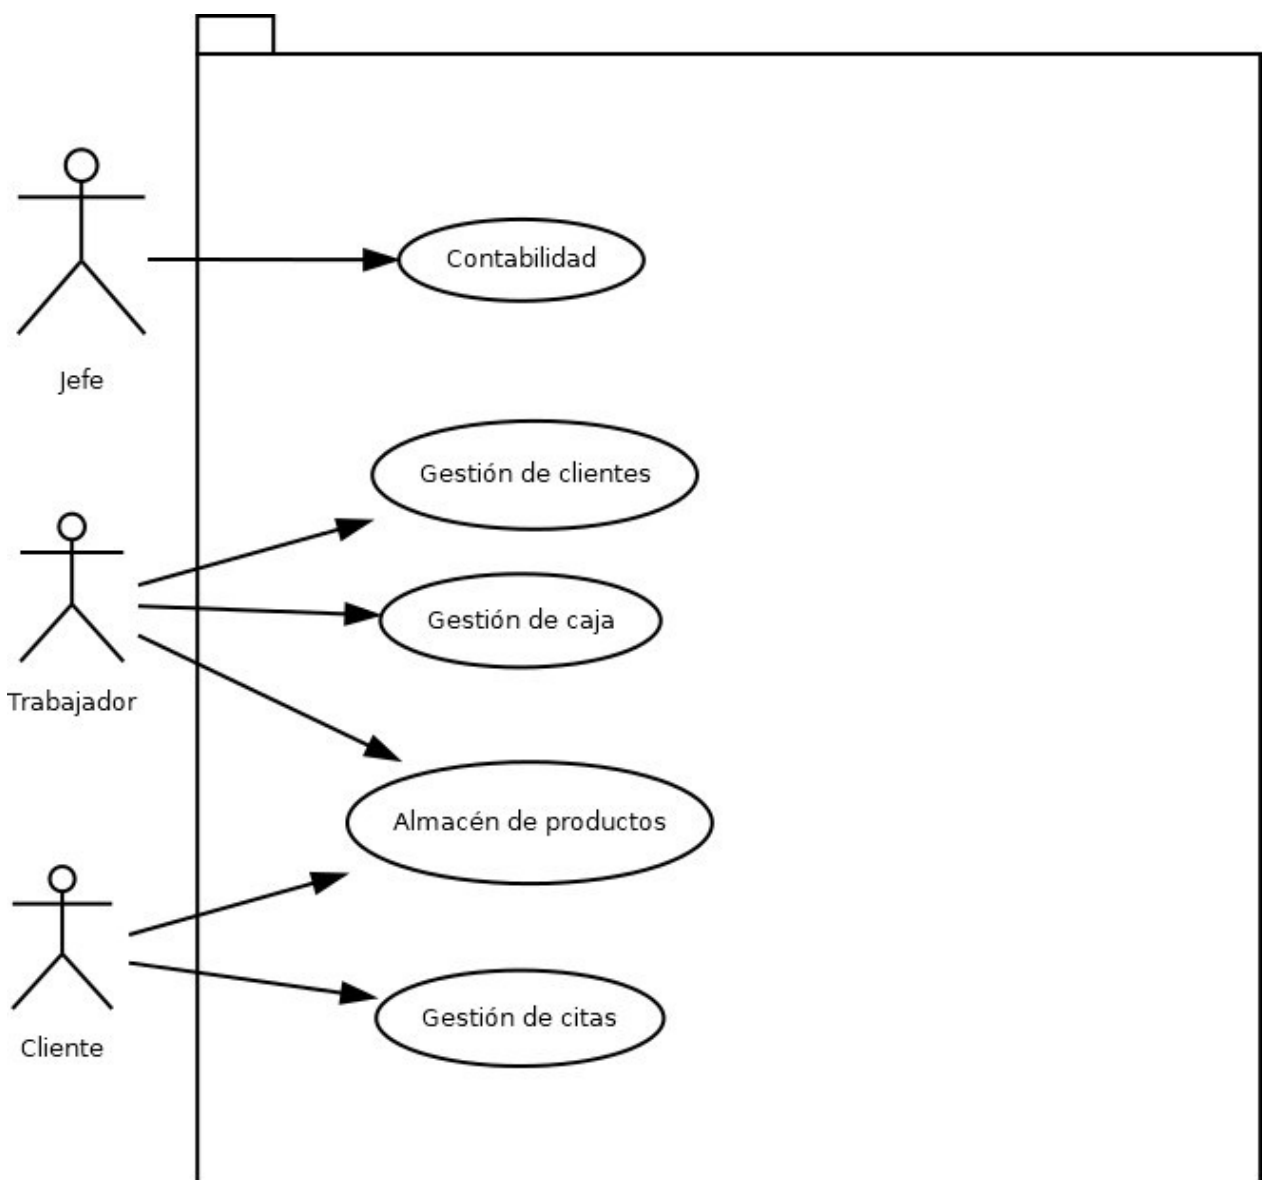 Contabilidad
Jefe
Gestión de clientes
Gestión de caja
Trabajador
Almacén de productos
Gestión de citas
Cliente